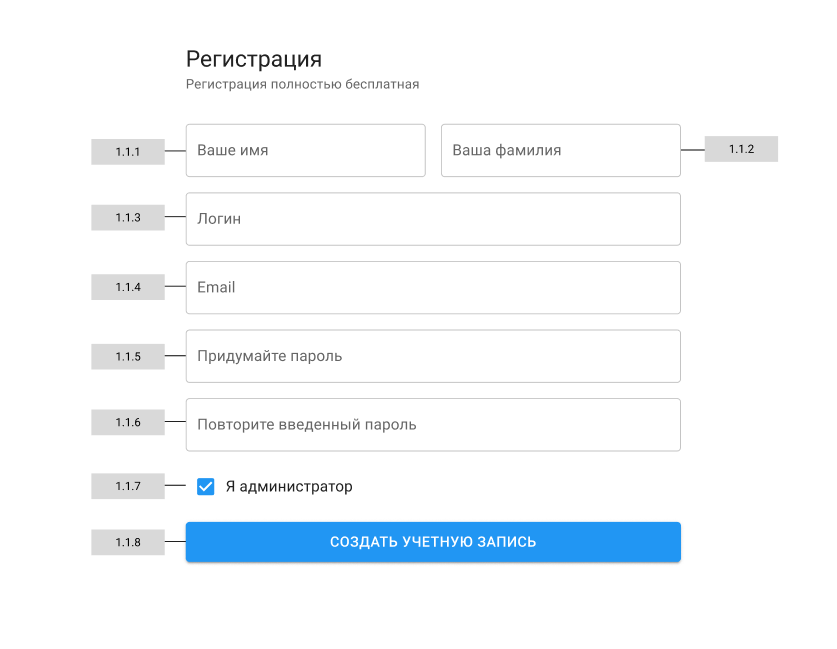 Регистрация
Регистрация полностью бесплатная
1.1.1 Ваше имя Ваша фамилия 1.1.2
1.1.3 Логин
1.1.4 Email
1.1.5 Придумайте пароль
1.1.6 Повторите введенный пароль
1.1.7 Я администратор
1.1.8 СОЗДАТЬ УЧЕТНУЮ ЗАПИСЬ